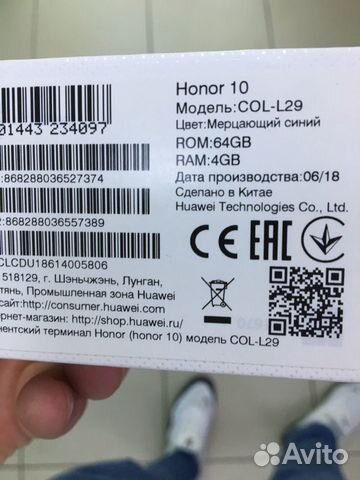 Honor 10
Модель:COL-L29
Цвет:Мерцающий синий
ROM:64GB
RAM:4GB
Дата производства:06/18
Сделано в Китае
Huawei Technologies Co., Ltd.
01443 234097
:868288036527374
2:868288036557389
CLCDU18614005806
CE EAC
518129, г. Шэньчжэнь, Лунган,
тянь, Промышленная зона Huawei
сайт:http://consumer.huawei.com
рнет-магазин: http://shop.huawei.ru/
нентский терминал Honor (honor 10) модель COL-L29
Avito